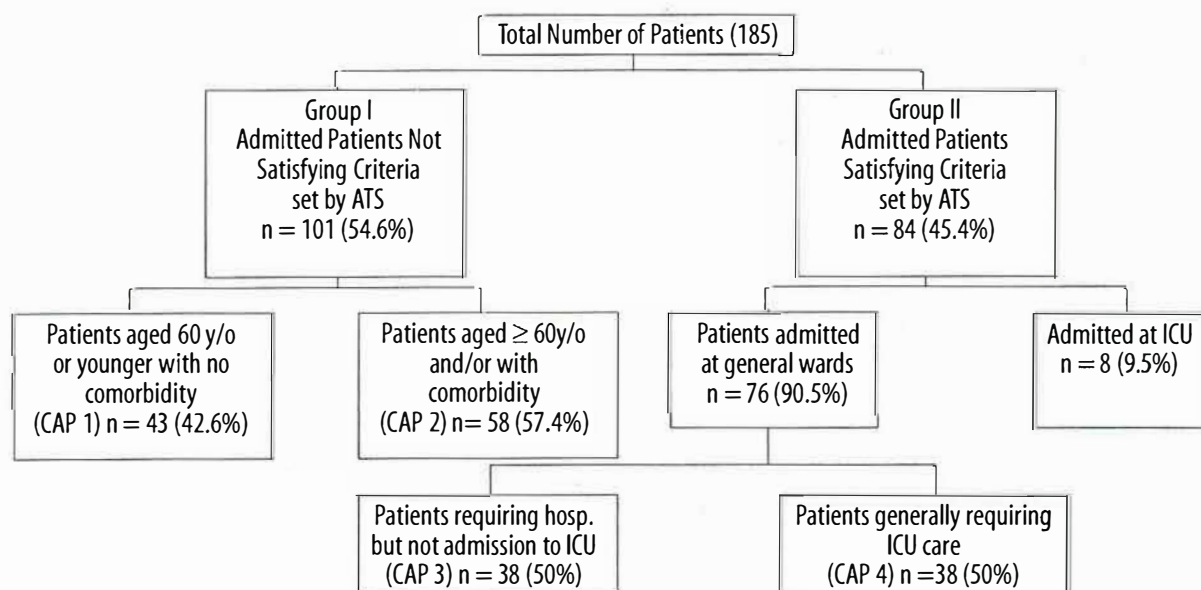 Total Number of Patients (185)
Group I
Admitted Patients Not
Satisfying Criteria
set by ATS
n = 101 (54.6%)
Group II
Admitted Patients
Satisfying Criteria
set by ATS
n = 84 (45.4%)
Patients aged 60 y/o
or younger with no
comorbidity
(CAP 1) n = 43 (42.6%)
Patients aged ≥ 60y/o
and/or with
comorbidity
(CAP 2) n= 58 (57.4%)
Patients admitted
at general wards
n = 76 (90.5%)
Admitted at ICU
n = 8 (9.5%)
Patients requiring hosp.
but not admission to ICU
(CAP 3) n = 38 (50%)
Patients generally requiring
ICU care
(CAP 4) n =38 (50%)